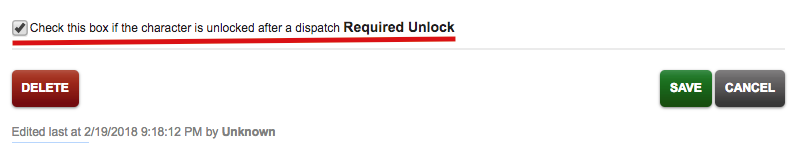 Check this box if the character is unlocked after a dispatch Required Unlock
DELETE
SAVE
CANCEL
Edited last at 2/19/2018 9:18:12 PM by Unknown